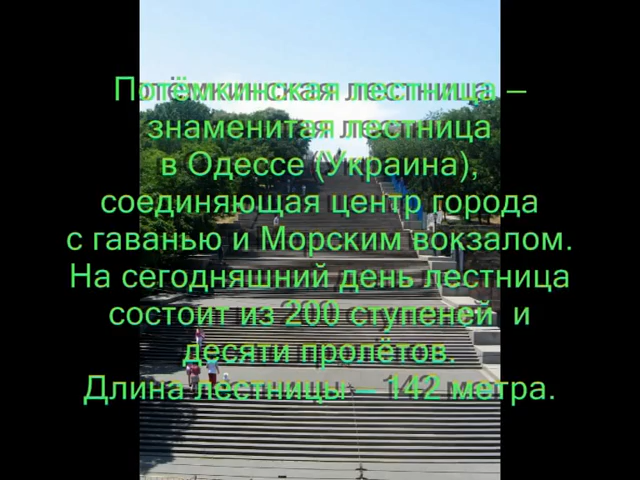 Потёмкинская лестница –
знаменитая лестница
в Одессе (Украина),
соединяющая центр города
с гаванью и Морским вокзалом.
На сегодняшний день лестница
состоит из 200 ступеней и
десяти пролётов.
Длина лестницы – 142 метра.